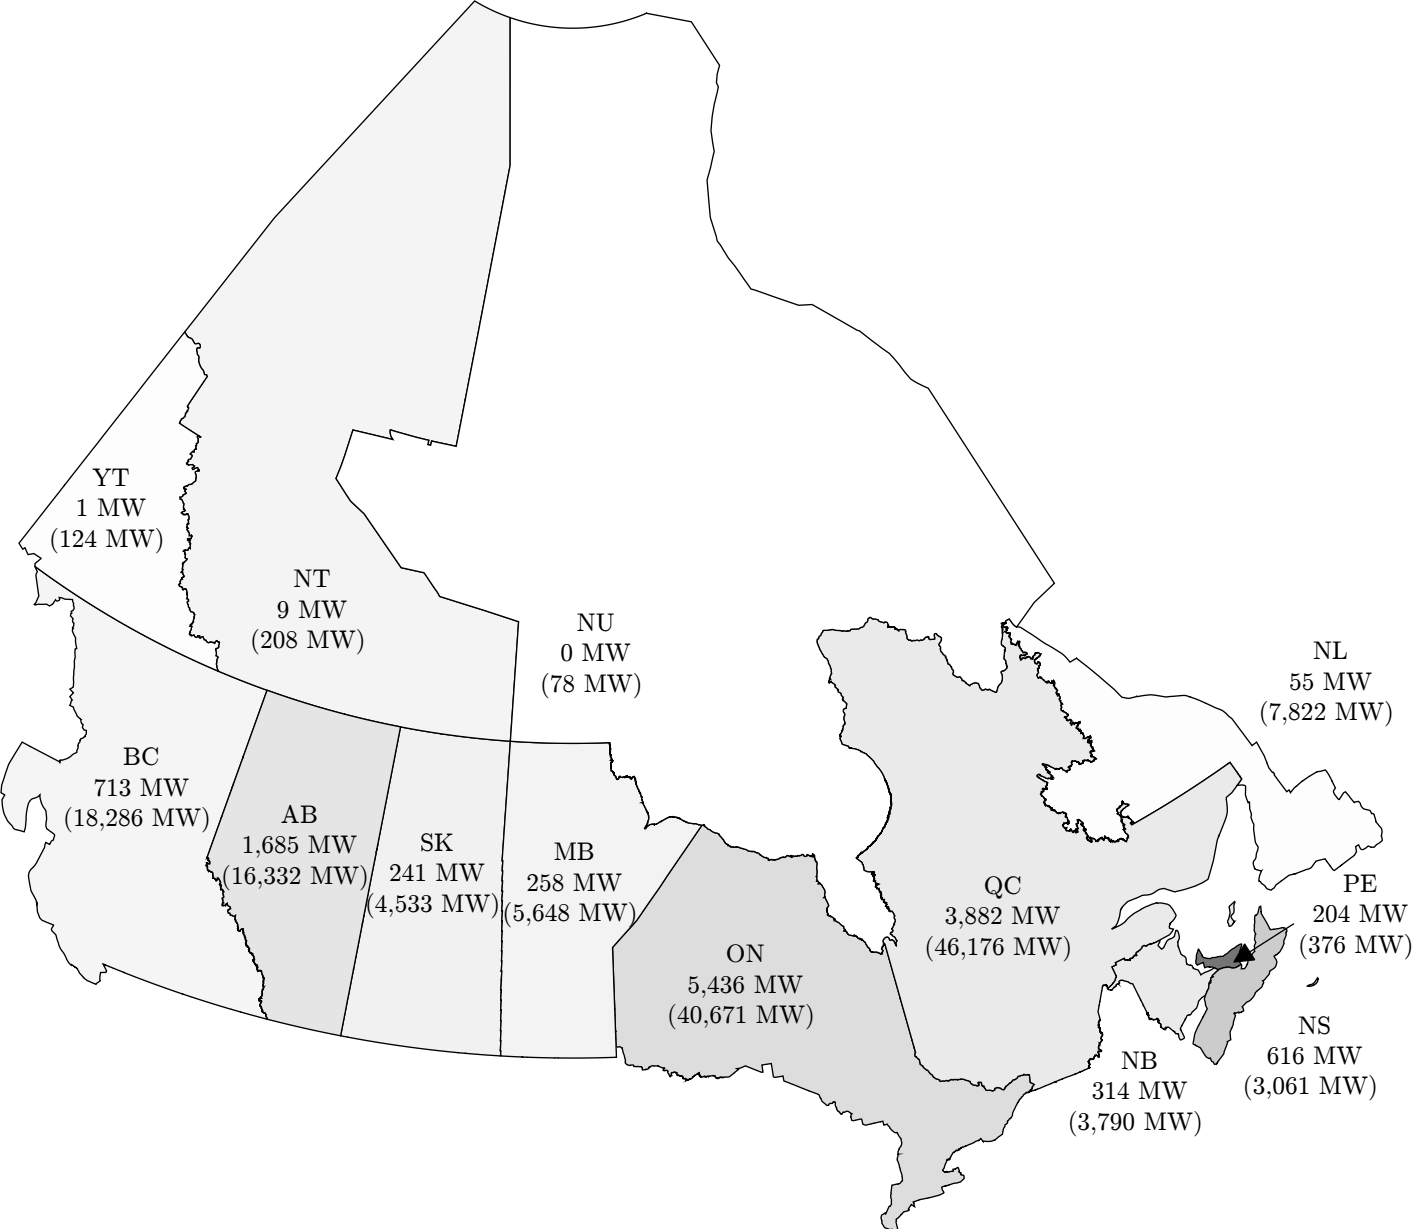 YT
1 MW
(124 MW)
NT
9 MW
(208 MW)
NU
0 MW
(78 MW)
NL
55 MW
(7,822 MW)
BC
713 MW
(18,286 MW)
AB
1,685 MW
(16,332 MW)
SK
241 MW
(4,533 MW)
MB
258 MW
(5,648 MW)
ON
5,436 MW
(40,671 MW)
QC
3,882 MW
(46,176 MW)
PE
204 MW
(376 MW)
NS
616 MW
(3,061 MW)
NB
314 MW
(3,790 MW)